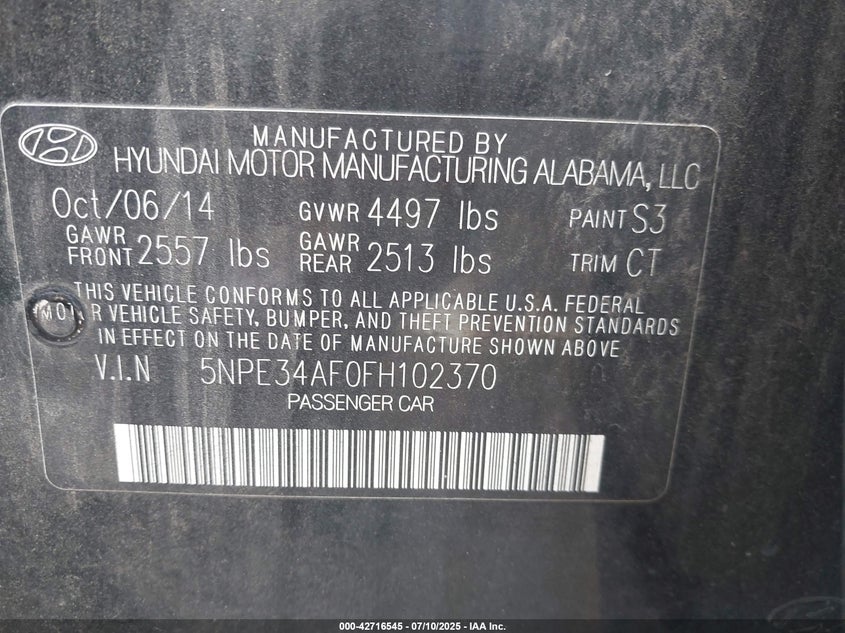 MANUFACTURED BY
HYUNDAI MOTOR MANUFACTURING ALABAMA, LLC
Oct/06/14 GVWR 4497 lbs PAINT S3
GAWR FRONT 2557 lbs GAWR REAR 2513 lbs TRIM CT
THIS VEHICLE CONFORMS TO ALL APPLICABLE U.S.A. FEDERAL
MOTOR VEHICLE SAFETY, BUMPER, AND THEFT PREVENTION STANDARDS
IN EFFECT ON THE DATE OF MANUFACTURE SHOWN ABOVE
V.I.N 5NPE34AF0FH102370
PASSENGER CAR
000-42716545 - 07/10/2025 - IAA Inc.